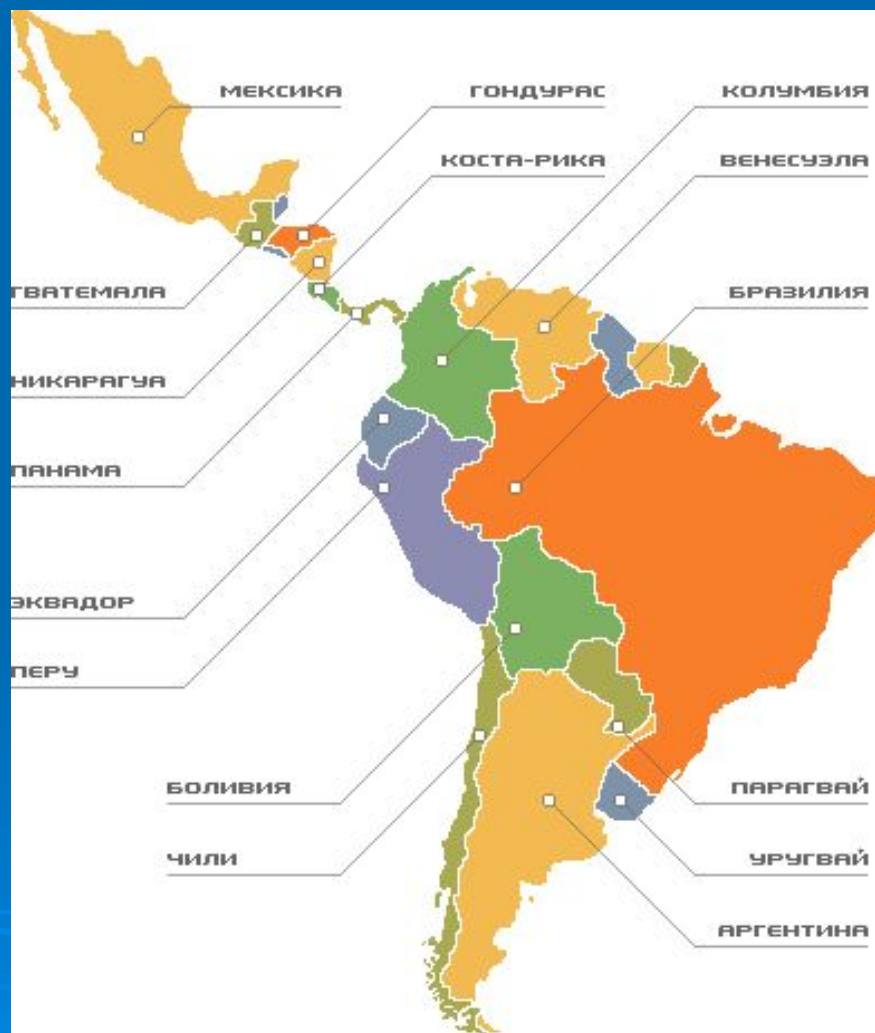 МЕКСИКА
ГОНДУРАС
КОЛУМБИЯ
КОСТА-РИКА
ВЕНЕСУЭЛА
ГВАТЕМАЛА
БРАЗИЛИЯ
НИКАРАГУА
ПАНАМА
ЭКВАДОР
ПЕРУ
БОЛИВИЯ
ПАРАГВАЙ
ЧИЛИ
УРУГВАЙ
АРГЕНТИНА